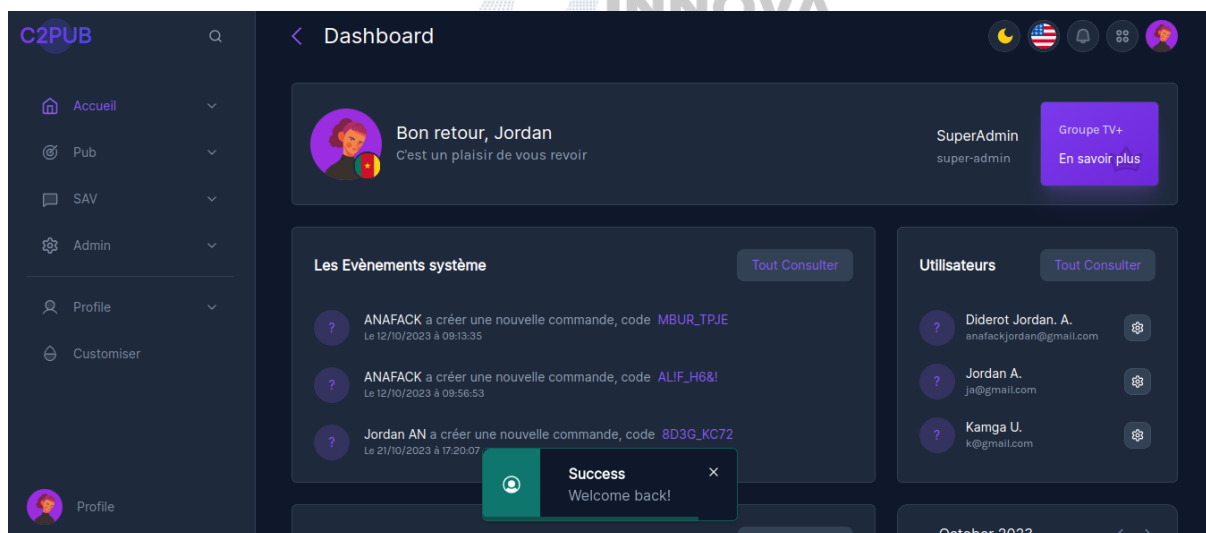 INNOVA
C2PUB
Dashboard
Accueil
Pub
SAV
Admin
Profile
Customiser
Profile
Bon retour, Jordan
C'est un plaisir de vous revoir
SuperAdmin
super-admin
Groupe TV+
En savoir plus
Les Evènements système
Tout Consulter
? ANAFACK a créer une nouvelle commande, code MBUR_TPJE
Le 12/10/2023 à 09:13:35
? ANAFACK a créer une nouvelle commande, code AL!F_H6&!
Le 12/10/2023 à 09:56:53
? Jordan AN a créer une nouvelle commande, code 8D3G_KC72
Le 21/10/2023 à 17:20:07
Utilisateurs
Tout Consulter
? Diderot Jordan. A.
anafackjordan@gmail.com
? Jordan A.
ja@gmail.com
? Kamga U.
k@gmail.com
Success
Welcome back!
October 2023